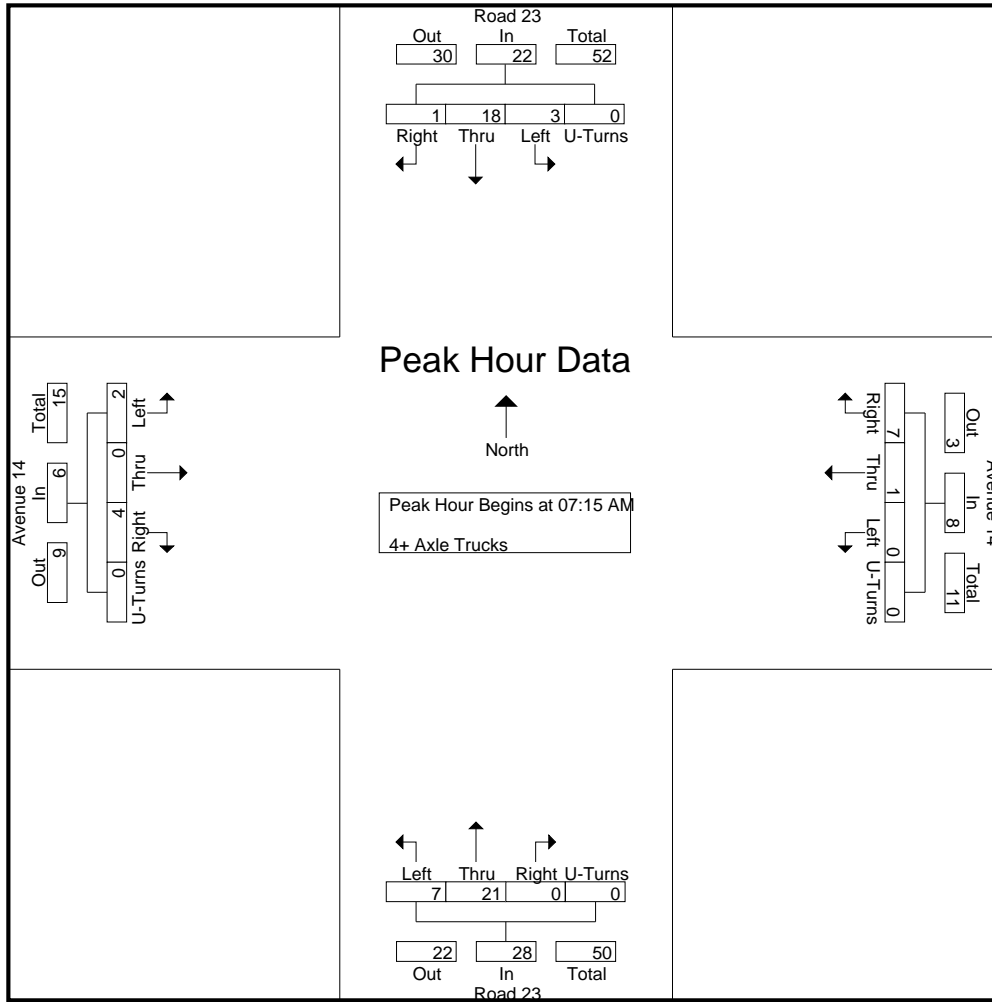 Road 23
Out In Total
30 22 52
1 18 3 0
Right Thru Left U-Turns
Peak Hour Data
North
Peak Hour Begins at 07:15 AM
4+ Axle Trucks
Avenue 14
Total In Out
15 6 9
2 0 4 0
Left Thru Right U-Turns
Avenue 14
Out In Total
3 8 11
7 1 0 0
Right Thru Left U-Turns
Left Thru Right U-Turns
7 21 0 0
22 28 50
Out In Total
Road 23